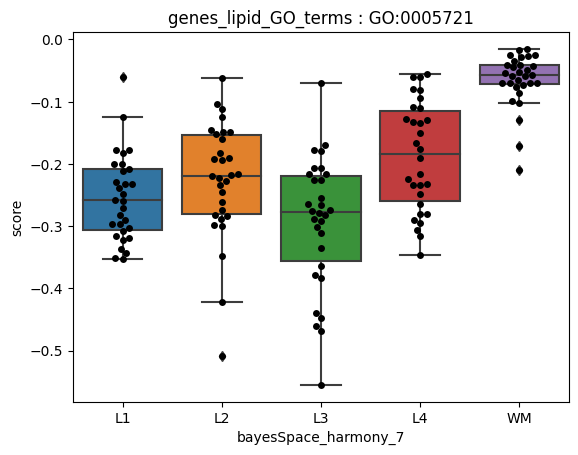 genes_lipid_GO_terms : GO:0005721
score
0.0
−0.1
−0.2
−0.3
−0.4
−0.5
L1 L2 L3 L4 WM
bayesSpace_harmony_7